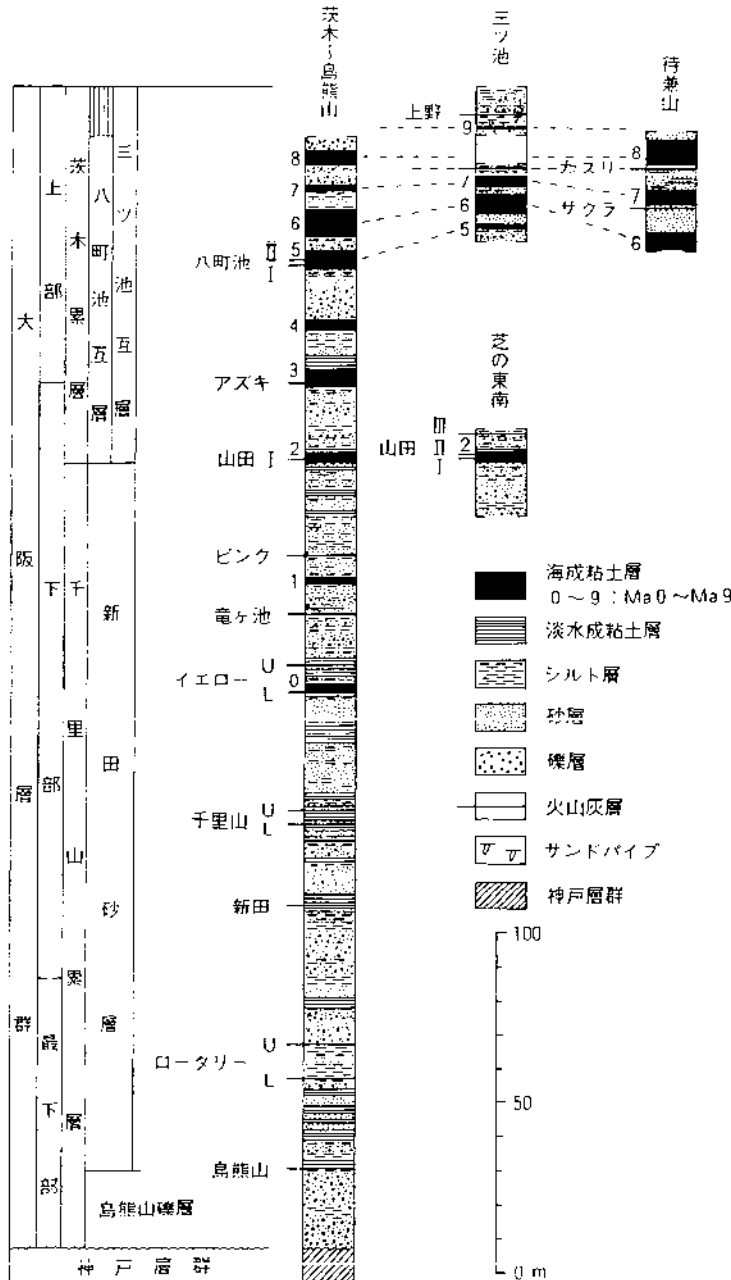 茨木～島熊山
三ツ池
待兼山
大阪層群
上部
下部
最下部
茨木累層
千里山累層
八町池互層
三ツ池互層
新田砂層
島熊山礫層
神戸層群
8
7
6
5
八町池 Ⅲ
Ⅰ
4
3
アズキ
2
山田 Ⅰ
ピンク
1
竜ヶ池
U
イエロー 0
L
U
千里山
L
新田
U
ロータリー
L
島熊山
上野
9
7
6
5
8
カスリ
7
サクラ
6
芝の東南
Ⅲ
山田 Ⅱ 2
Ⅰ
海成粘土層
0～9:Ma0～Ma9
淡水成粘土層
シルト層
砂層
礫層
火山灰層
サンドパイプ
神戸層群
100
50
0 m